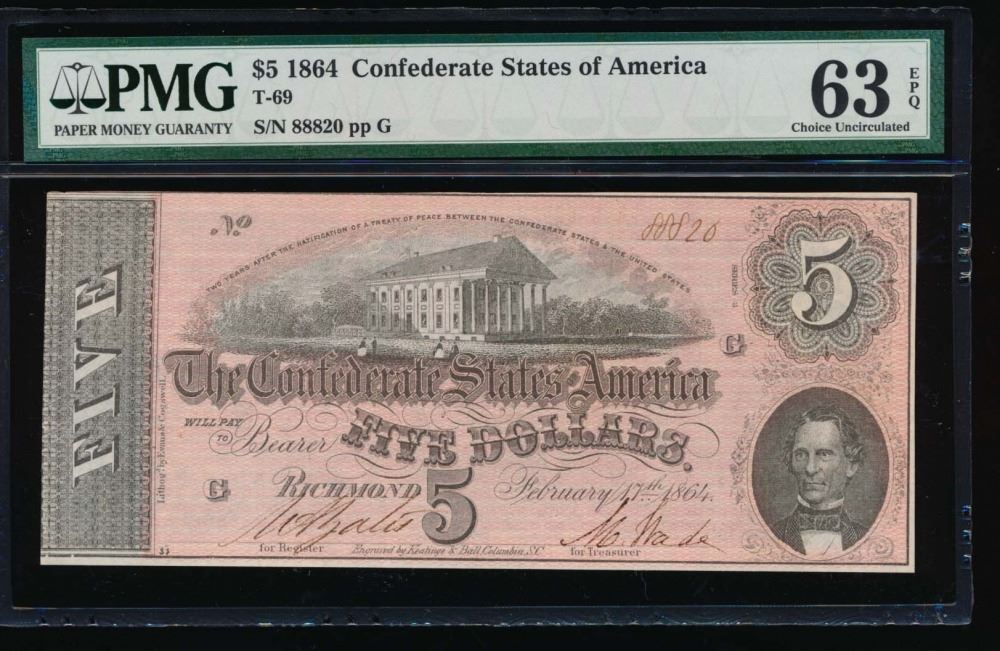 PMG
PAPER MONEY GUARANTY
$5 1864 Confederate States of America
T-69
S/N 88820 pp G
63
EPQ
Choice Uncirculated
FIVE
No
88820
TWO YEARS AFTER THE RATIFICATION OF A TREATY OF PEACE BETWEEN THE CONFEDERATE STATES & THE UNITED STATES
5
G
The Confederate States of America
WILL PAY
TO Bearer FIVE DOLLARS.
G RICHMOND 5 February 17th 1864.
M. Wade
33 for Register Engraved by Keatinge & Ball, Columbia, S.C. for Treasurer